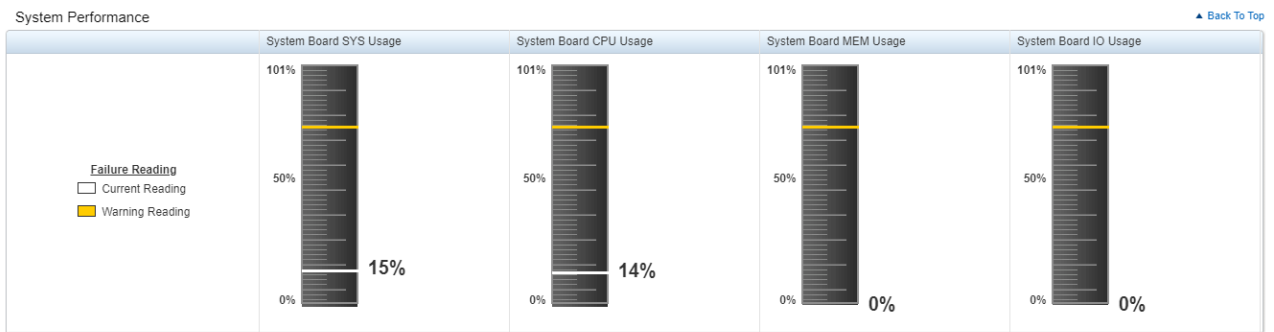 System Performance
▲ Back To Top
System Board SYS Usage
System Board CPU Usage
System Board MEM Usage
System Board IO Usage
Failure Reading
Current Reading
Warning Reading
101%
50%
0%
15%
101%
50%
0%
14%
101%
50%
0%
0%
101%
50%
0%
0%